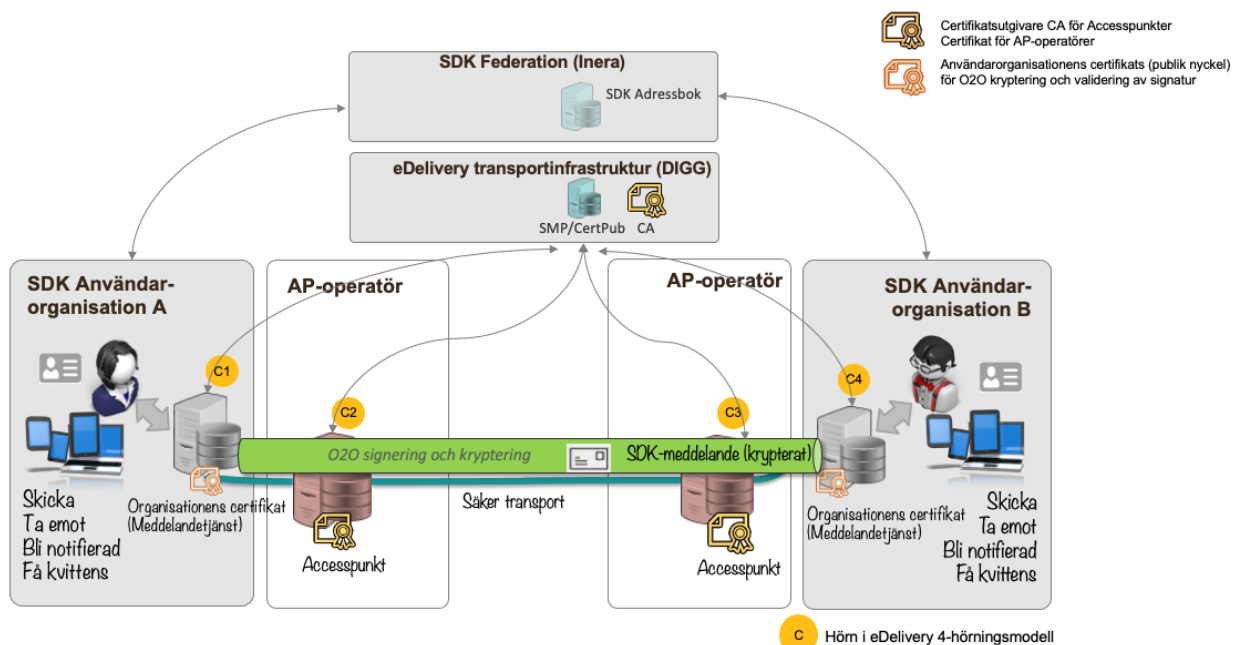 Certifikatsutgivare CA för Accesspunkter
Certifikat för AP-operatörer
Användarorganisationens certifikats (publik nyckel)
för O2O kryptering och validering av signatur
SDK Federation (Inera)
SDK Adressbok
eDelivery transportinfrastruktur (DIGG)
SMP/CertPub
CA
SDK Användar-
organisation A
AP-operatör
AP-operatör
SDK Användar-
organisation B
C1
C2
C3
C4
O2O signering och kryptering
SDK-meddelande (krypterat)
Organisationens certifikat
(Meddelandetjänst)
Säker transport
Organisationens certifikat
(Meddelandetjänst)
Skicka
Ta emot
Bli notifierad
Få kvittens
Accesspunkt
Accesspunkt
Skicka
Ta emot
Bli notifierad
Få kvittens
C
Hörn i eDelivery 4-hörningsmodell